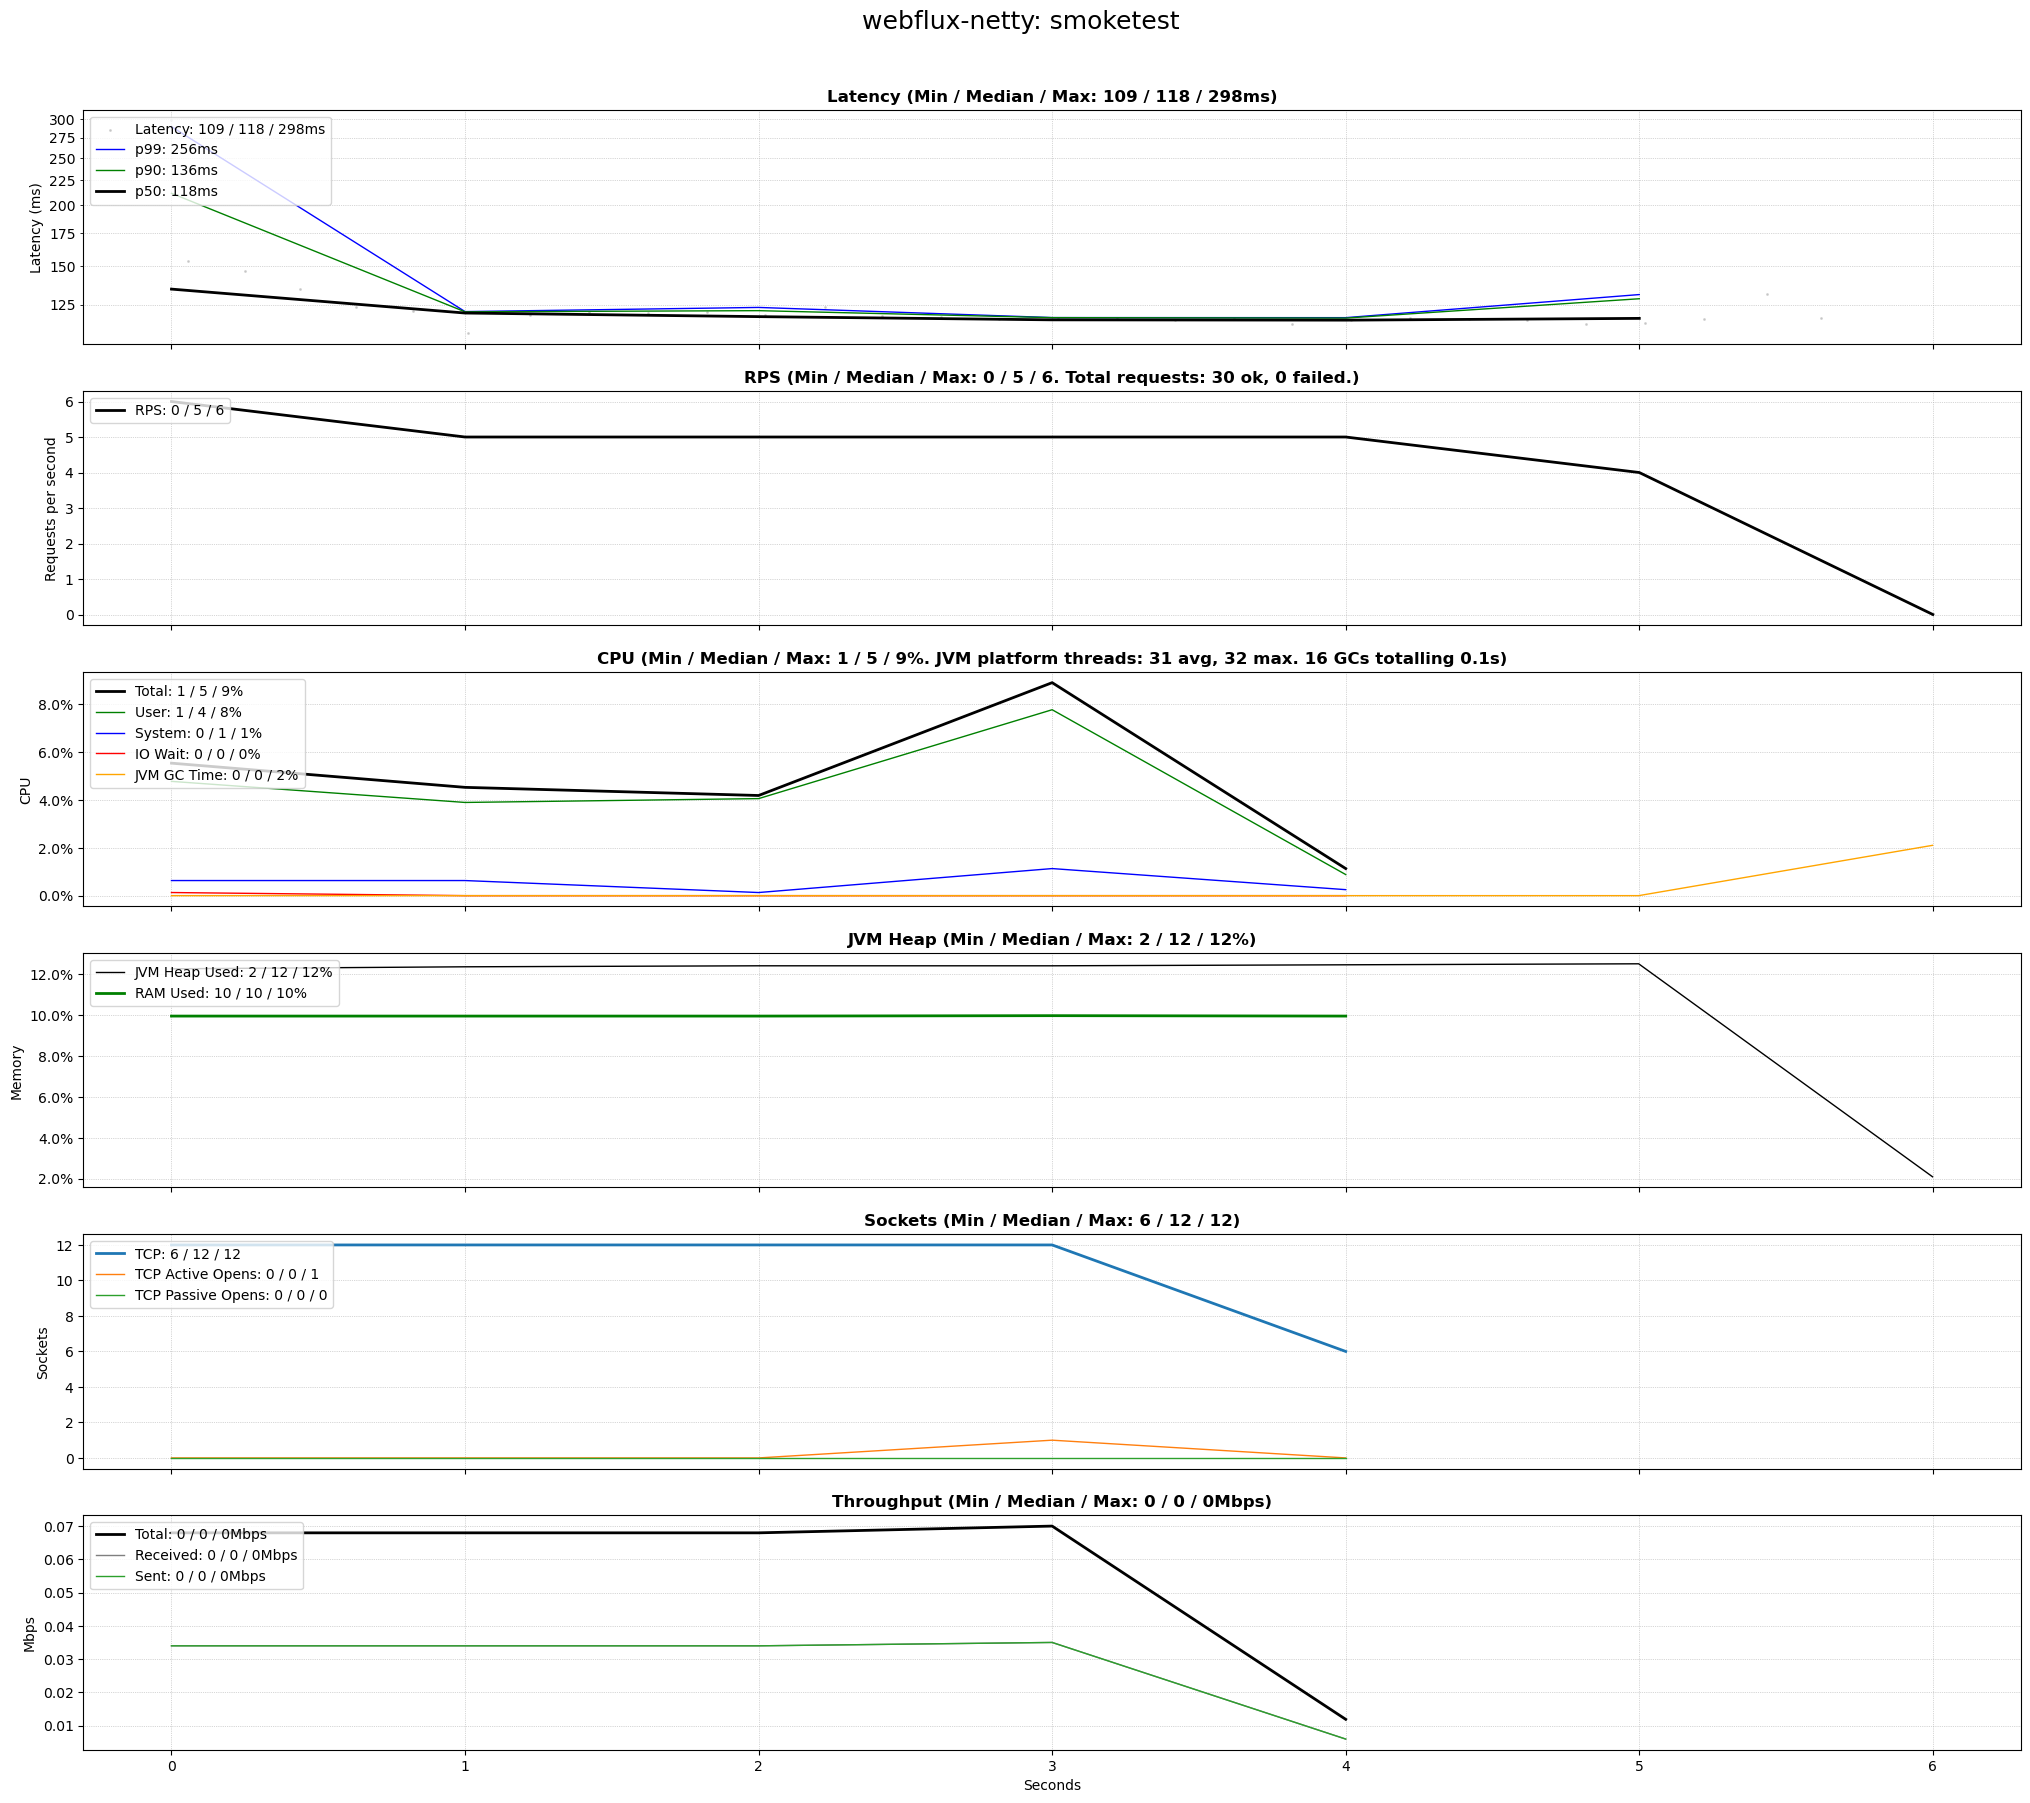 webflux-netty: smoketest
Latency (Min / Median / Max: 109 / 118 / 298ms)
Latency (ms)
300
275
250
225
200
175
150
125
Latency: 109 / 118 / 298ms
p99: 256ms
p90: 136ms
p50: 118ms
RPS (Min / Median / Max: 0 / 5 / 6. Total requests: 30 ok, 0 failed.)
Requests per second
6
5
4
3
2
1
0
RPS: 0 / 5 / 6
CPU (Min / Median / Max: 1 / 5 / 9%. JVM platform threads: 31 avg, 32 max. 16 GCs totalling 0.1s)
CPU
8.0%
6.0%
4.0%
2.0%
0.0%
Total: 1 / 5 / 9%
User: 1 / 4 / 8%
System: 0 / 1 / 1%
IO Wait: 0 / 0 / 0%
JVM GC Time: 0 / 0 / 2%
JVM Heap (Min / Median / Max: 2 / 12 / 12%)
Memory
12.0%
10.0%
8.0%
6.0%
4.0%
2.0%
JVM Heap Used: 2 / 12 / 12%
RAM Used: 10 / 10 / 10%
Sockets (Min / Median / Max: 6 / 12 / 12)
Sockets
12
10
8
6
4
2
0
TCP: 6 / 12 / 12
TCP Active Opens: 0 / 0 / 1
TCP Passive Opens: 0 / 0 / 0
Throughput (Min / Median / Max: 0 / 0 / 0Mbps)
Mbps
0.07
0.06
0.05
0.04
0.03
0.02
0.01
Total: 0 / 0 / 0Mbps
Received: 0 / 0 / 0Mbps
Sent: 0 / 0 / 0Mbps
0 1 2 3 4 5 6
Seconds